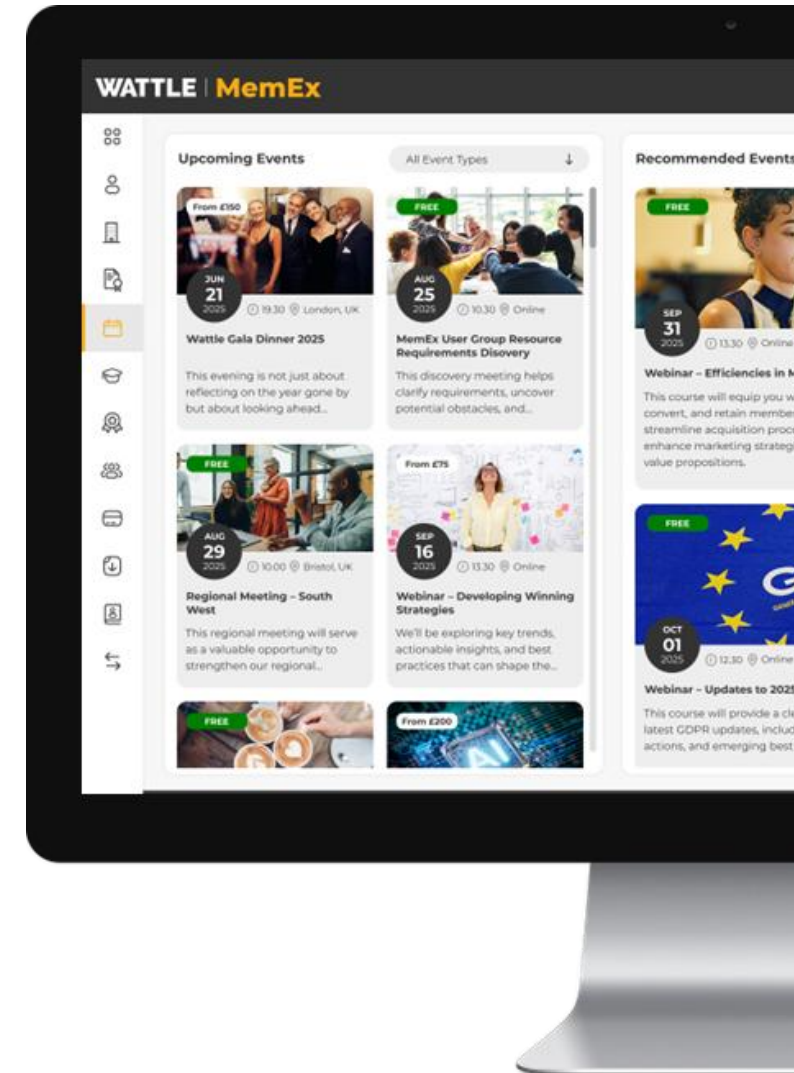 WATTLE | MemEx
Upcoming Events
All Event Types
From £150
JUN
21
2025
19.30
London, UK
Wattle Gala Dinner 2025
This evening is not just about
reflecting on the year gone by
but about looking ahead...
FREE
AUG
25
2025
10.30
Online
MemEx User Group Resource
Requirements Disovery
This discovery meeting helps
clarify requirements, uncover
potential obstacles, and...
FREE
AUG
29
2025
10.00
Bristol, UK
Regional Meeting – South
West
This regional meeting will serve
as a valuable opportunity to
strengthen our regional...
From £75
SEP
16
2025
13.30
Online
Webinar – Developing Winning
Strategies
We'll be exploring key trends,
actionable insights, and best
practices that can shape the...
FREE
From £200
AI
Recommended Events
FREE
SEP
31
2025
13.30
Online
Webinar – Efficiencies in M
This course will equip you w
convert, and retain member
streamline acquisition proc
enhance marketing strategi
value propositions.
FREE
G
OCT
01
2025
12.30
Online
Webinar – Updates to 2025
This course will provide a cle
latest GDPR updates, includ
actions, and emerging best